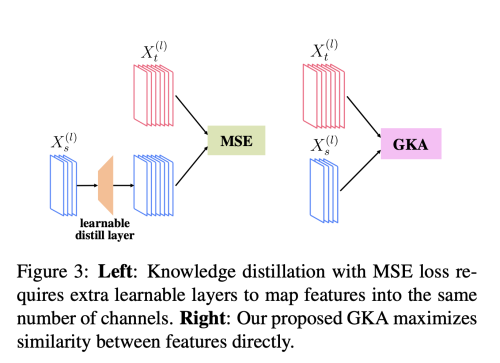 X_t^{(l)}
X_t^{(l)}
X_s^{(l)}
MSE
X_s^{(l)}
GKA
learnable
distill layer
Figure 3: Left: Knowledge distillation with MSE loss re-
quires extra learnable layers to map features into the same
number of channels. Right: Our proposed GKA maximizes
similarity between features directly.